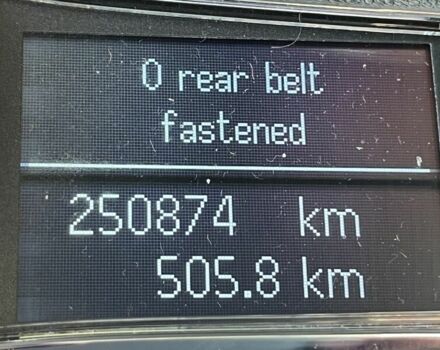 0 rear belt
fastened
250874 km
505.8 km